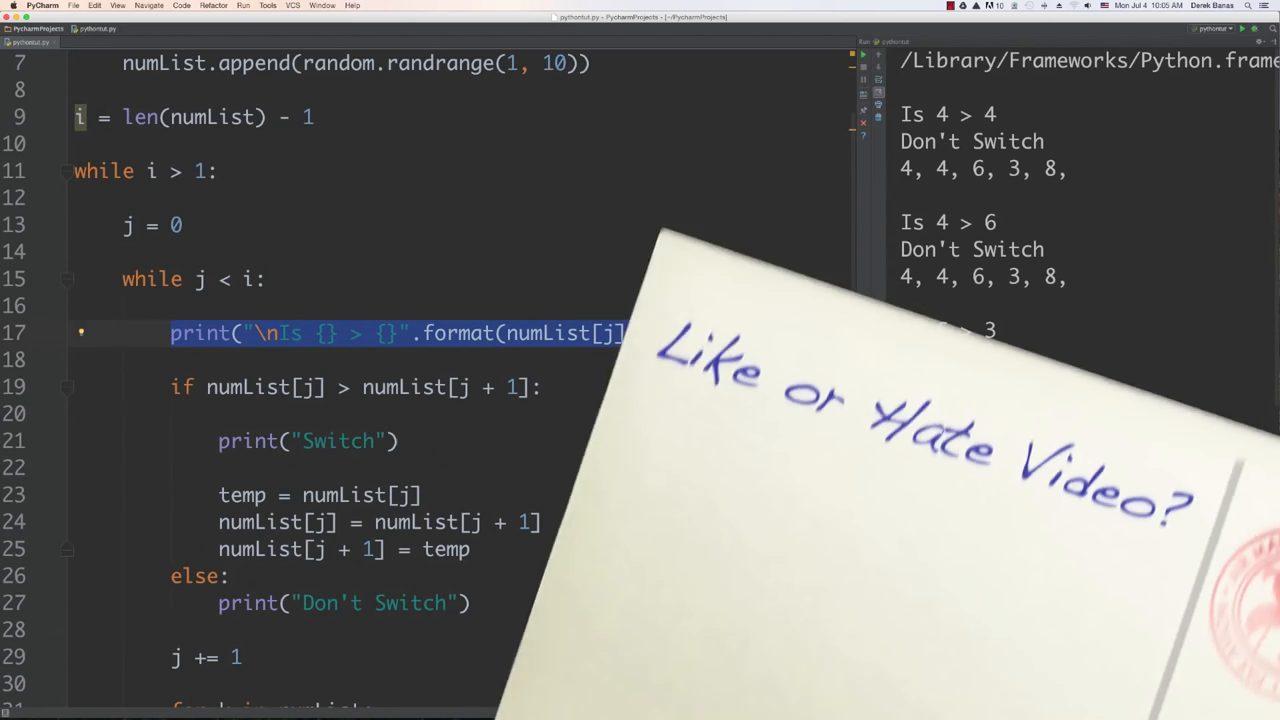 PyCharm File Edit View Navigate Code Refactor Run Tools VCS Window Help
10 Mon Jul 4 10:05 AM Derek Banas
pythontut.py - PycharmProjects - [~/PycharmProjects]
PycharmProjects pythontut.py pythontut
pythontut.py
Run: pythontut
7 numList.append(random.randrange(1, 10))
8
9 i = len(numList) - 1
10
11 while i > 1:
12
13 j = 0
14
15 while j < i:
16
17 print("\nIs {} > {}".format(numList[j]
18
19 if numList[j] > numList[j + 1]:
20
21 print("Switch")
22
23 temp = numList[j]
24 numList[j] = numList[j + 1]
25 numList[j + 1] = temp
26 else:
27 print("Don't Switch")
28
29 j += 1
30
/Library/Frameworks/Python.frame
Is 4 > 4
Don't Switch
4, 4, 6, 3, 8,
Is 4 > 6
Don't Switch
4, 4, 6, 3, 8,
> 3
Like or Hate Video?